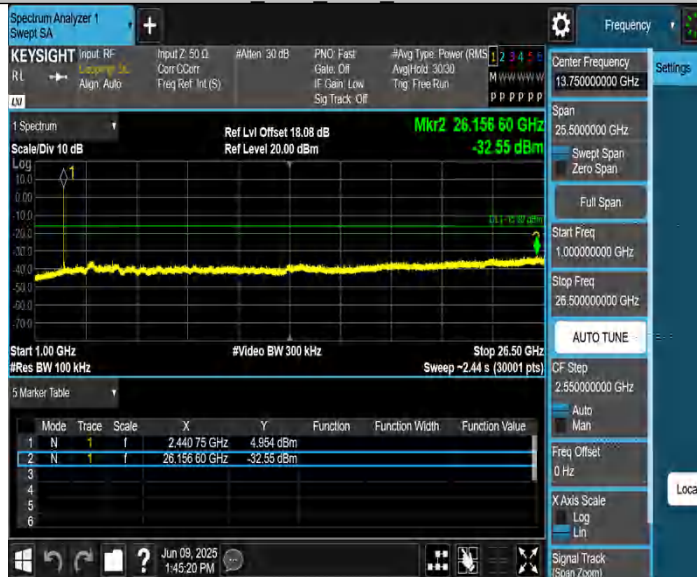 Spectrum Analyzer 1
Swept SA
+
Frequency
KEYSIGHT
RL
Input: RF
Align: Auto
Input Z: 50 Ω
Corr CCorr
Freq Ref: Int (S)
#Atten: 30 dB
PNO: Fast
Gate: Off
IF Gain: Low
Sig Track: Off
#Avg Type: Power (RMS
Avg|Hold: 30/30
Trig: Free Run
1 2 3 4 5 6
M W W W W W
P P P P P P
LXI
1 Spectrum
Scale/Div 10 dB
Ref Lvl Offset 18.08 dB
Ref Level 20.00 dBm
Mkr2 26.156 60 GHz
-32.55 dBm
Log
10.0
0.00
-10.0
-20.0
-30.0
-40.0
-50.0
-60.0
-70.0
1
2
Start 1.00 GHz
#Video BW 300 kHz
Stop 26.50 GHz
#Res BW 100 kHz
Sweep ~2.44 s (30001 pts)
5 Marker Table
Mode Trace Scale X Y Function Function Width Function Value
1 N 1 f 2.440 75 GHz 4.954 dBm
2 N 1 f 26.156 60 GHz -32.55 dBm
3
4
5
6
?
Jun 09, 2025
1:45:20 PM
Center Frequency
13.750000000 GHz
Settings
Span
25.5000000 GHz
Swept Span
Zero Span
Full Span
Start Freq
1.000000000 GHz
Stop Freq
26.500000000 GHz
AUTO TUNE
CF Step
2.550000000 GHz
Auto
Man
Freq Offset
0 Hz
X Axis Scale
Log
Lin
Loca
Signal Track
(Span Zoom)